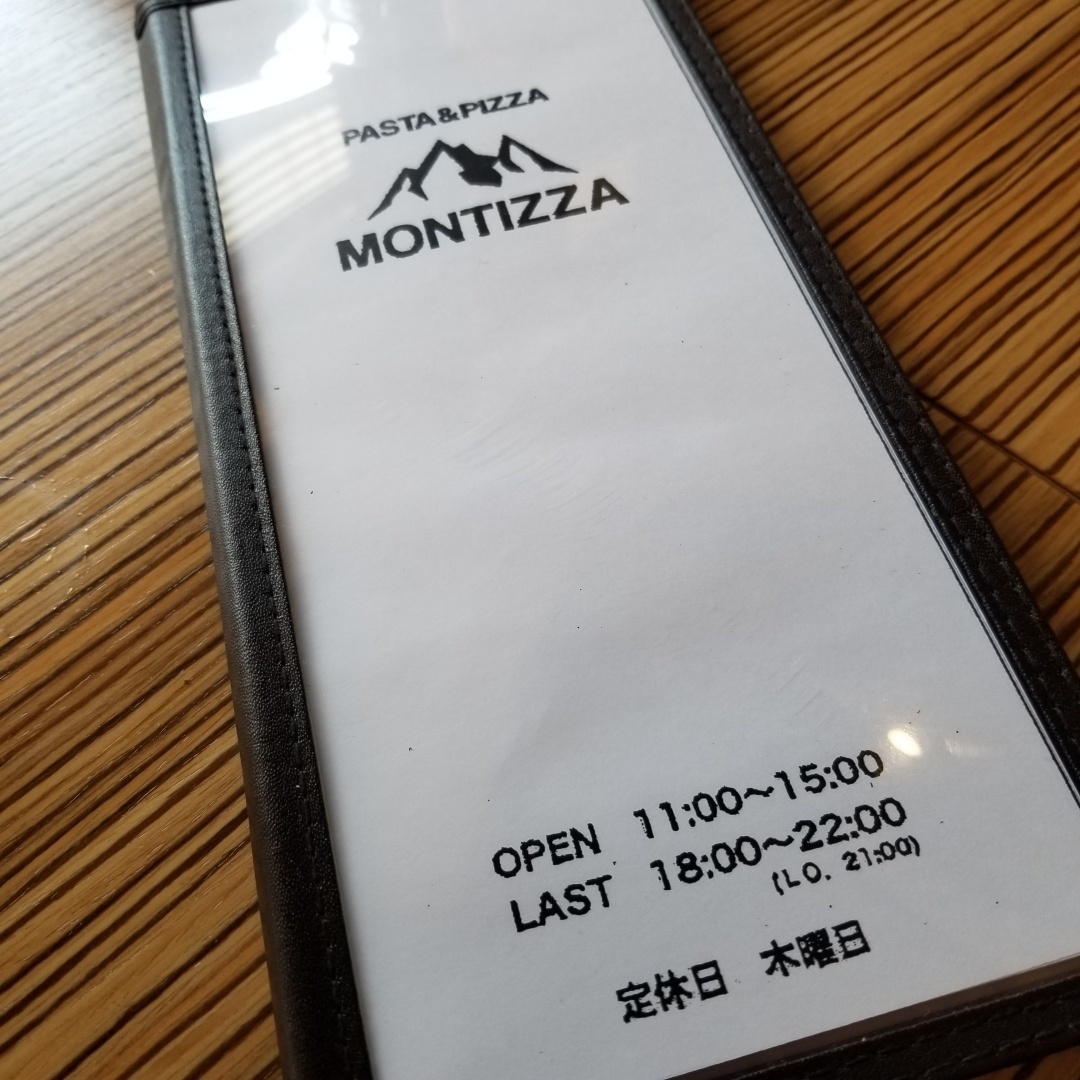 PASTA&PIZZA
MONTIZZA
OPEN 11:00～15:00
LAST 18:00～22:00
(L.O. 21:00)
定休日 木曜日